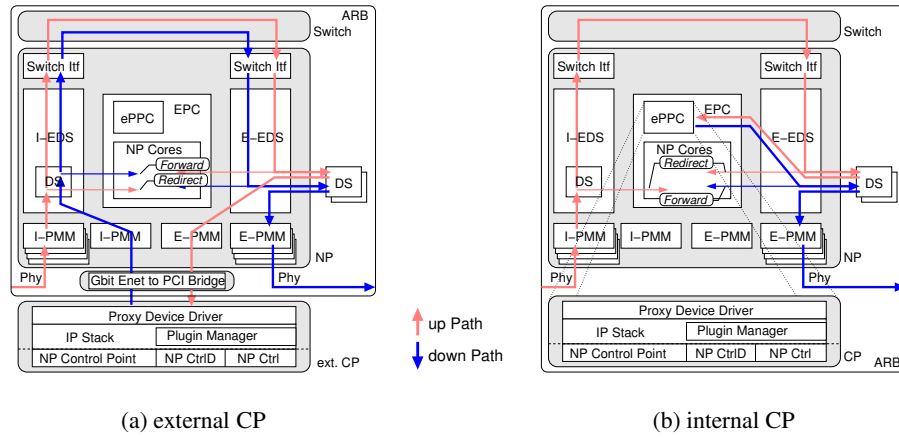 ARB
Switch
Switch Itf
Switch Itf
EPC
ePPC
I−EDS
E−EDS
NP Cores
Forward
Redirect
DS
DS
I−PMM
I−PMM
E−PMM
E−PMM
NP
Phy
Phy
Gbit Enet to PCI Bridge
Proxy Device Driver
IP Stack
Plugin Manager
NP Control Point
NP CtrlD
NP Ctrl
ext. CP
up Path
down Path
Switch
Switch Itf
Switch Itf
EPC
ePPC
I−EDS
E−EDS
NP Cores
Redirect
Forward
DS
DS
I−PMM
I−PMM
E−PMM
E−PMM
NP
Phy
Phy
Proxy Device Driver
IP Stack
Plugin Manager
NP Control Point
NP CtrlD
NP Ctrl
CP
ARB
(a) external CP
(b) internal CP